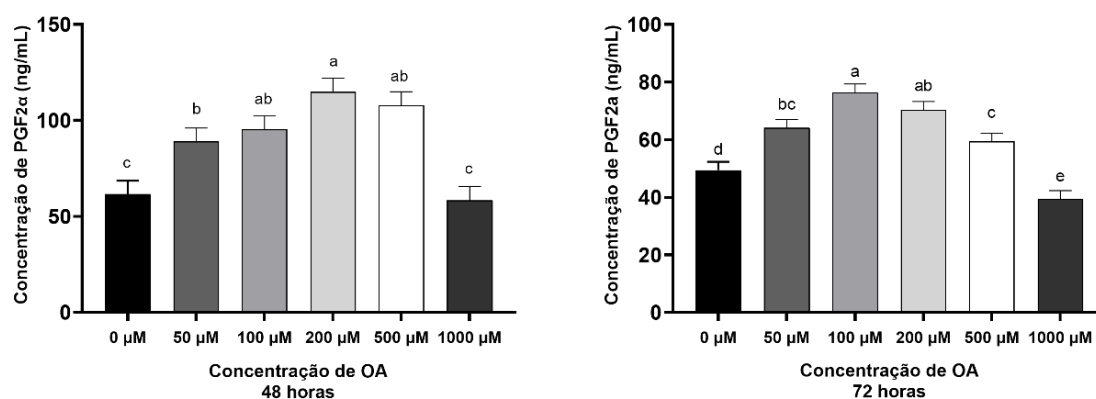 Concentração de PGF2α (ng/mL)
150
100
50
0
c
b
ab
a
ab
c
0 µM
50 µM
100 µM
200 µM
500 µM
1000 µM
Concentração de OA
48 horas
Concentração de PGF2a (ng/mL)
100
80
60
40
20
0
d
bc
a
ab
c
e
0 µM
50 µM
100 µM
200 µM
500 µM
1000 µM
Concentração de OA
72 horas